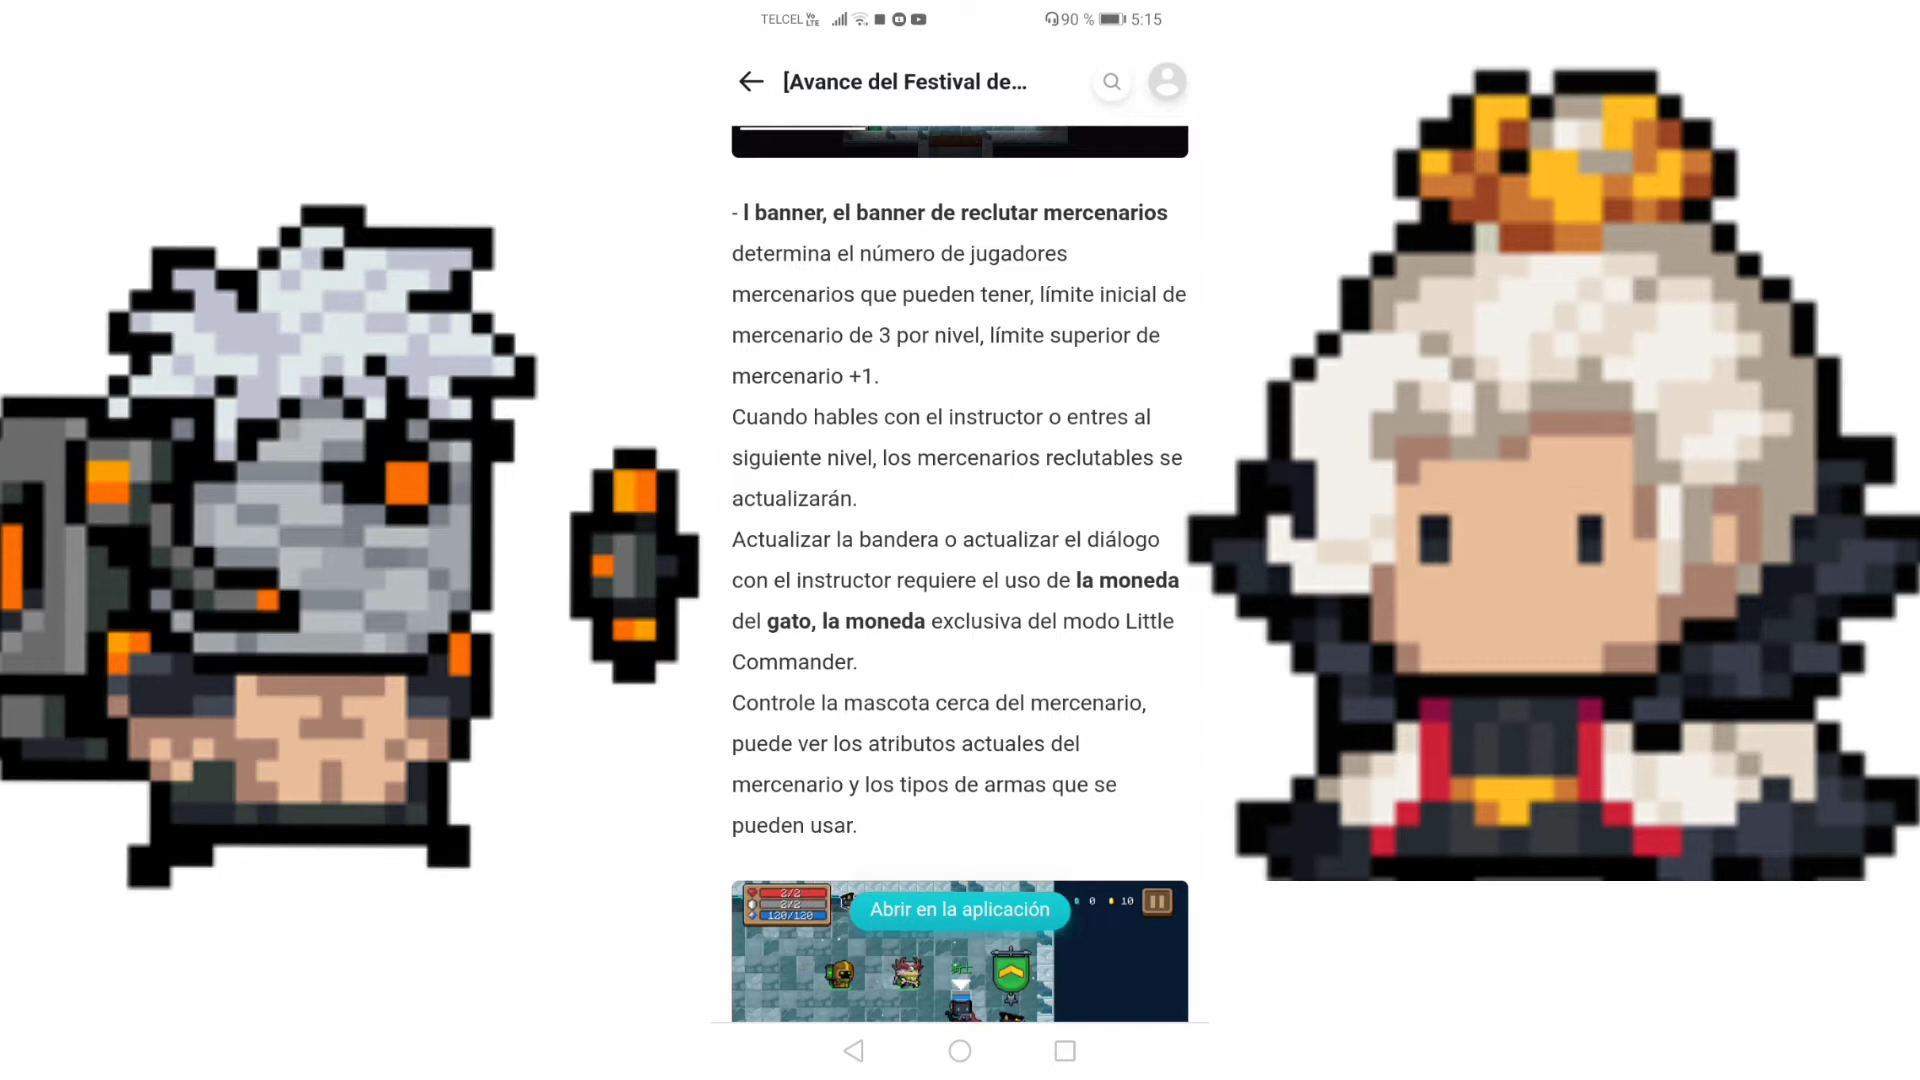 TELCEL Vo LTE 90 % 5:15
[Avance del Festival de...
- l banner, el banner de reclutar mercenarios
determina el número de jugadores
mercenarios que pueden tener, límite inicial de
mercenario de 3 por nivel, límite superior de
mercenario +1.
Cuando hables con el instructor o entres al
siguiente nivel, los mercenarios reclutables se
actualizarán.
Actualizar la bandera o actualizar el diálogo
con el instructor requiere el uso de la moneda
del gato, la moneda exclusiva del modo Little
Commander.
Controle la mascota cerca del mercenario,
puede ver los atributos actuales del
mercenario y los tipos de armas que se
pueden usar.
2/2
2/2
120/120
Abrir en la aplicación
0 10
骑士